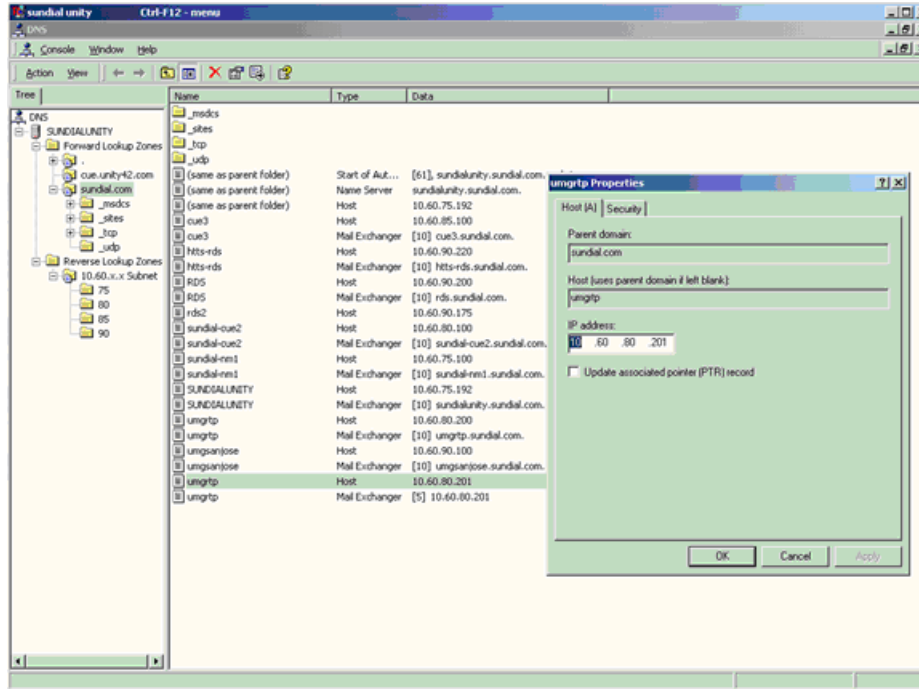 sundial unity Ctrl-F12 - menu
DNS
Console Window Help
Action View
Tree
Name Type Data
DNS
SUNDIALUNITY
Forward Lookup Zones
.
cue.unity42.com
sundial.com
_msdcs
_sites
_tcp
_udp
Reverse Lookup Zones
10.60.x.x Subnet
75
80
85
90
_msdcs
_sites
_tcp
_udp
(same as parent folder) Start of Aut... [61], sundialunity.sundial.com.
(same as parent folder) Name Server sundialunity.sundial.com.
(same as parent folder) Host 10.60.75.192
cue3 Host 10.60.85.100
cue3 Mail Exchanger [10] cue3.sundial.com.
htts-rds Host 10.60.90.220
htts-rds Mail Exchanger [10] htts-rds.sundial.com.
RDS Host 10.60.90.200
RDS Mail Exchanger [10] rds.sundial.com.
rds2 Host 10.60.90.175
sundial-cue2 Host 10.60.80.100
sundial-cue2 Mail Exchanger [10] sundial-cue2.sundial.com.
sundial-nm1 Host 10.60.75.100
sundial-nm1 Mail Exchanger [10] sundial-nm1.sundial.com.
SUNDIALUNITY Host 10.60.75.192
SUNDIALUNITY Mail Exchanger [10] sundialunity.sundial.com.
umgrtp Host 10.60.80.200
umgrtp Mail Exchanger [10] umgrtp.sundial.com.
umgsanjose Host 10.60.90.100
umgsanjose Mail Exchanger [10] umgsanjose.sundial.com.
umgrtp Host 10.60.80.201
umgrtp Mail Exchanger [5] 10.60.80.201
umgrtp Properties
Host (A) Security
Parent domain:
sundial.com
Host (uses parent domain if left blank):
umgrtp
IP address:
10 .60 .80 .201
Update associated pointer (PTR) record
OK Cancel Apply